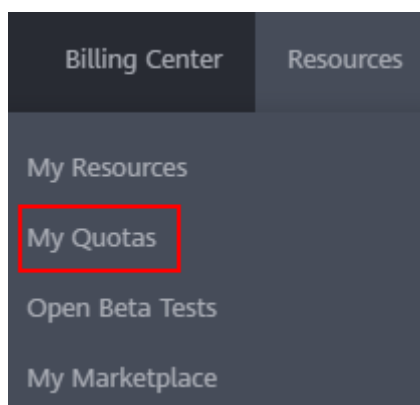 Billing Center Resources
My Resources
My Quotas
Open Beta Tests
My Marketplace